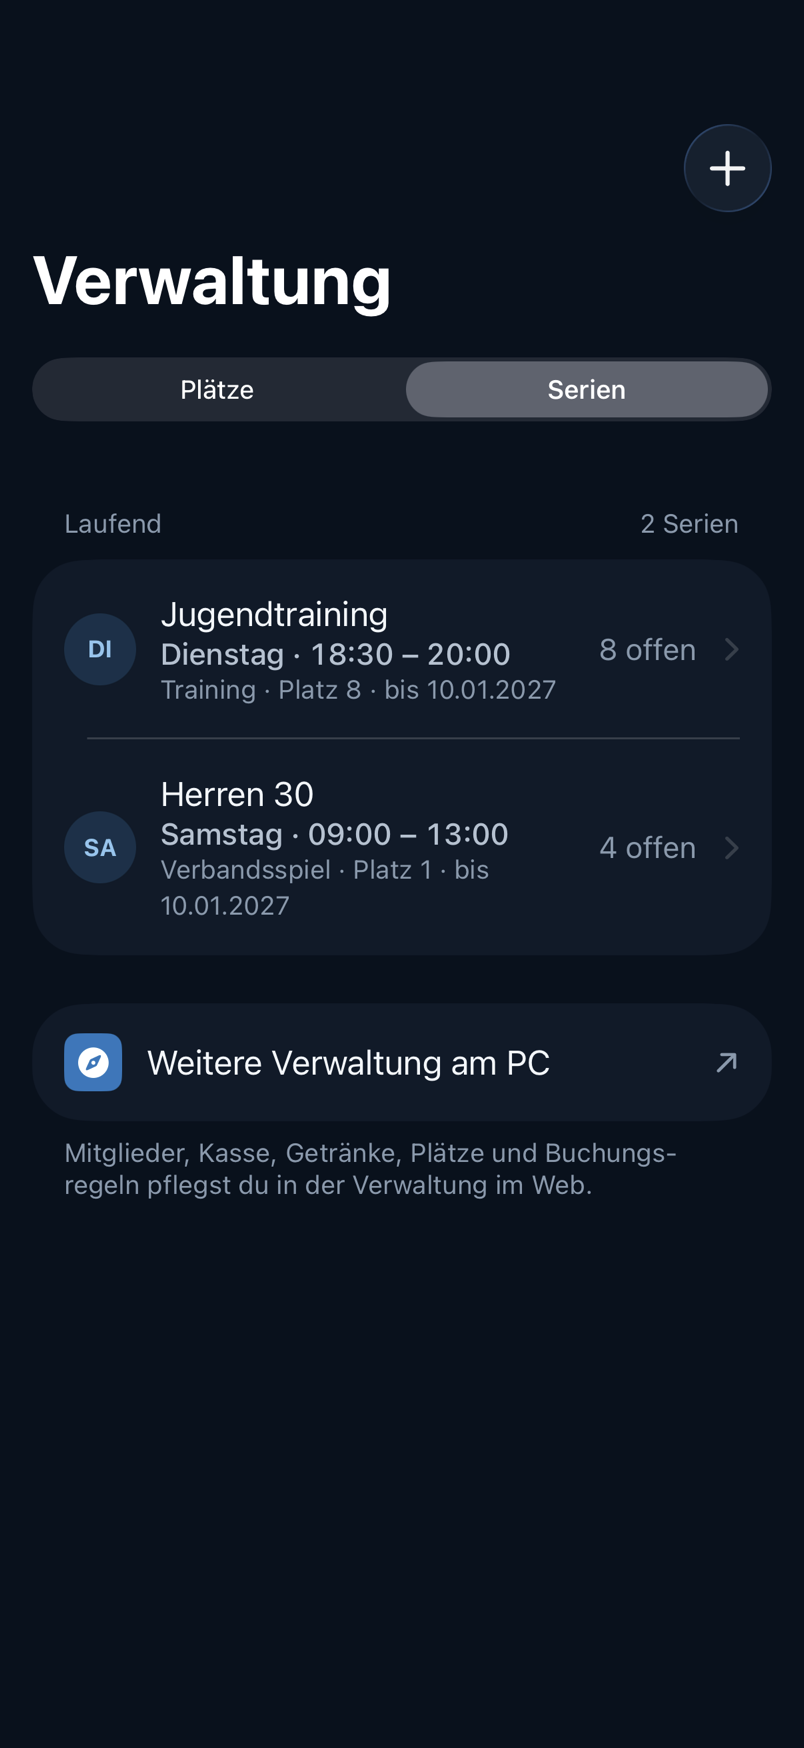 Verwaltung
Plätze
Serien
Laufend
2 Serien
DI
Jugendtraining
Dienstag · 18:30 – 20:00
Training · Platz 8 · bis 10.01.2027
8 offen
SA
Herren 30
Samstag · 09:00 – 13:00
Verbandsspiel · Platz 1 · bis
10.01.2027
4 offen
Weitere Verwaltung am PC
Mitglieder, Kasse, Getränke, Plätze und Buchungs-
regeln pflegst du in der Verwaltung im Web.